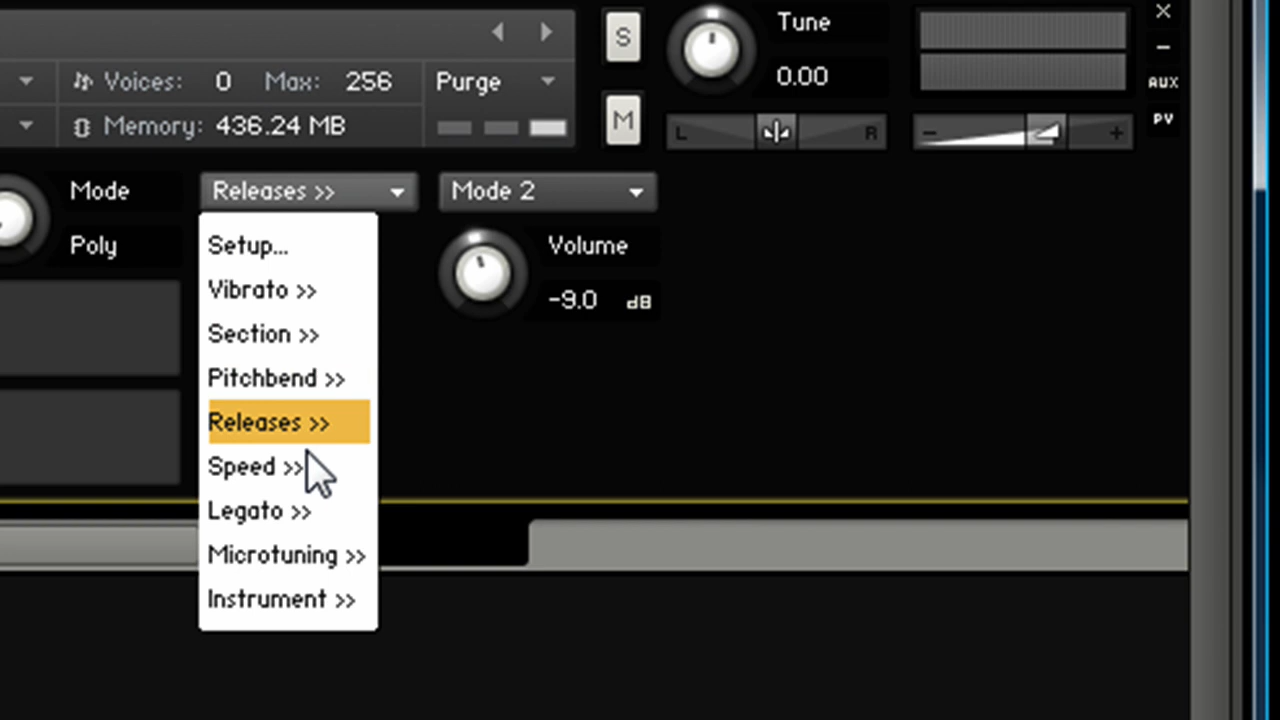 S
Tune
Voices: 0 Max: 256 Purge
0.00
AUX
Memory: 436.24 MB
M
L R
- +
PV
Mode Releases >> Mode 2
Poly
Setup...
Volume
Vibrato >>
-9.0 dB
Section >>
Pitchbend >>
Releases >>
Speed >>
Legato >>
Microtuning >>
Instrument >>